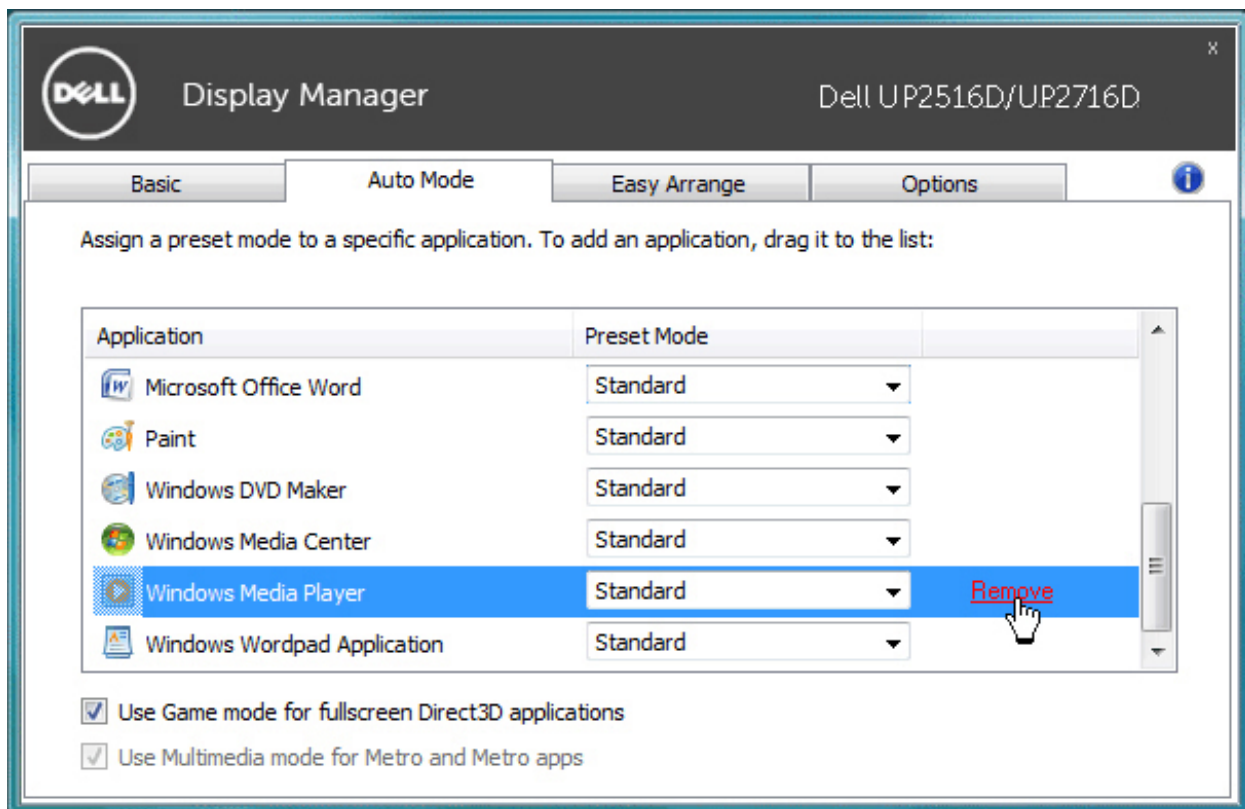 DELL Display Manager Dell UP2516D/UP2716D x
Basic Auto Mode Easy Arrange Options i
Assign a preset mode to a specific application. To add an application, drag it to the list:
Application Preset Mode
Microsoft Office Word Standard
Paint Standard
Windows DVD Maker Standard
Windows Media Center Standard
Windows Media Player Standard Remove
Windows Wordpad Application Standard
Use Game mode for fullscreen Direct3D applications
Use Multimedia mode for Metro and Metro apps